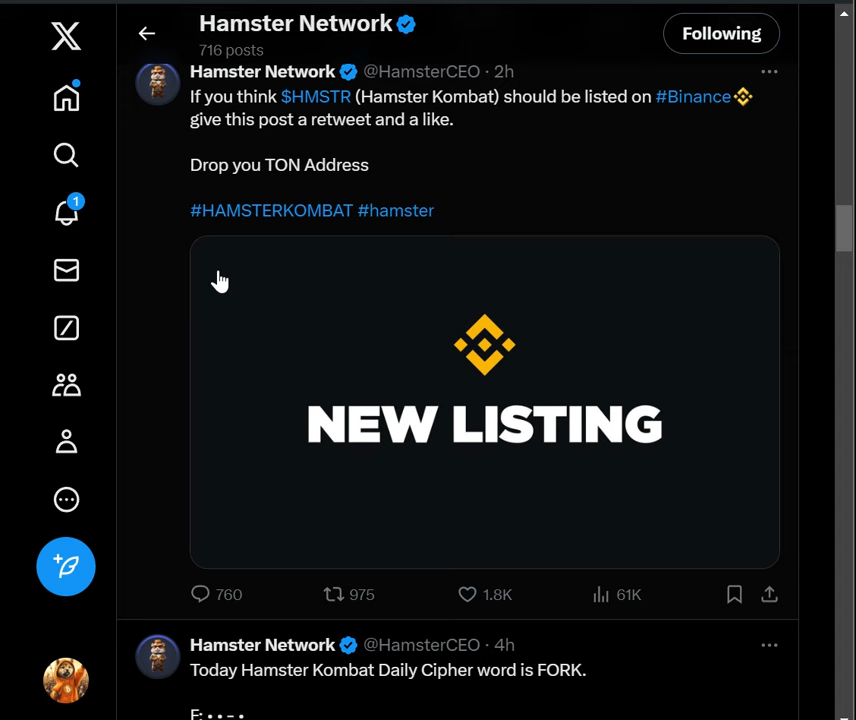 Hamster Network
716 posts
Following
Hamster Network @HamsterCEO · 2h
If you think $HMSTR (Hamster Kombat) should be listed on #Binance
give this post a retweet and a like.
Drop you TON Address
#HAMSTERKOMBAT #hamster
1
NEW LISTING
760 975 1.8K 61K
Hamster Network @HamsterCEO · 4h
Today Hamster Kombat Daily Cipher word is FORK.
F: • • – •